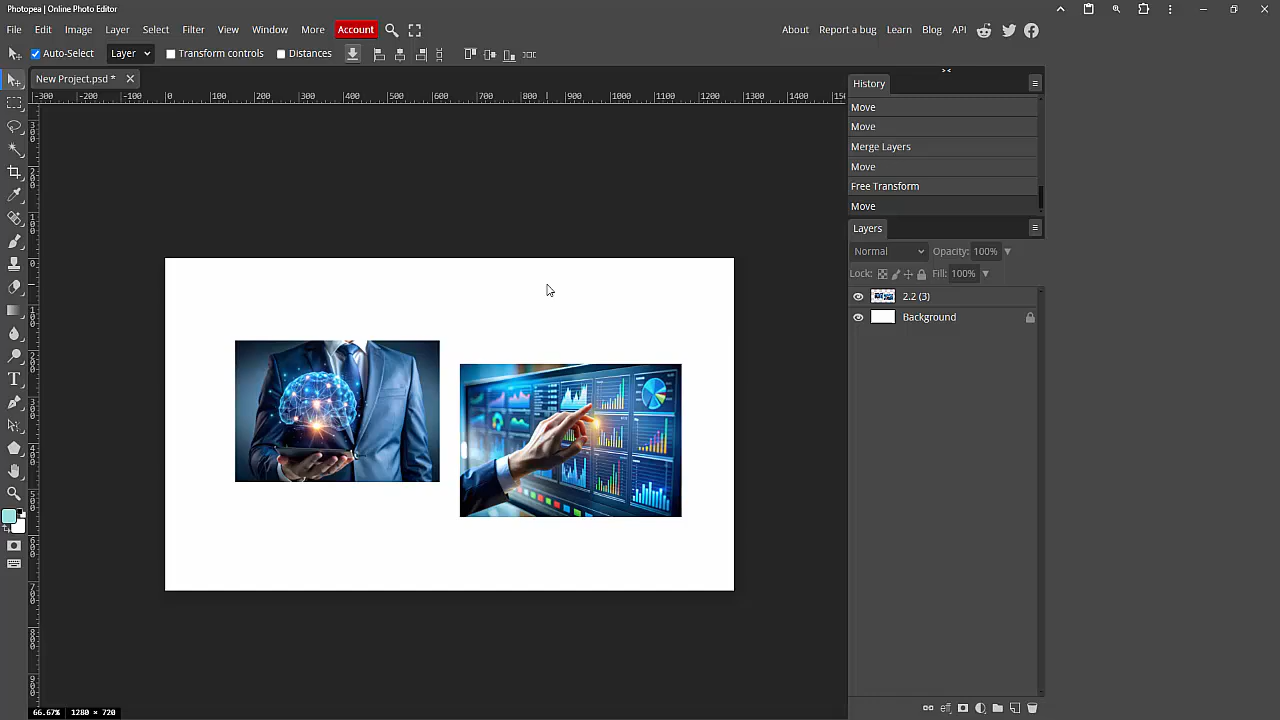 Photopea | Online Photo Editor
File Edit Image Layer Select Filter View Window More Account
About Report a bug Learn Blog API
Auto-Select Layer Transform controls Distances
New Project.psd *
-300 -200 -100 0 100 200 300 400 500 600 700 800 900 1000 1100 1200 1300 1400
History
Move
Move
Merge Layers
Move
Free Transform
Move
Layers
Normal Opacity: 100%
Lock: Fill: 100%
2.2 (3)
Background
66.67% 1280 × 720